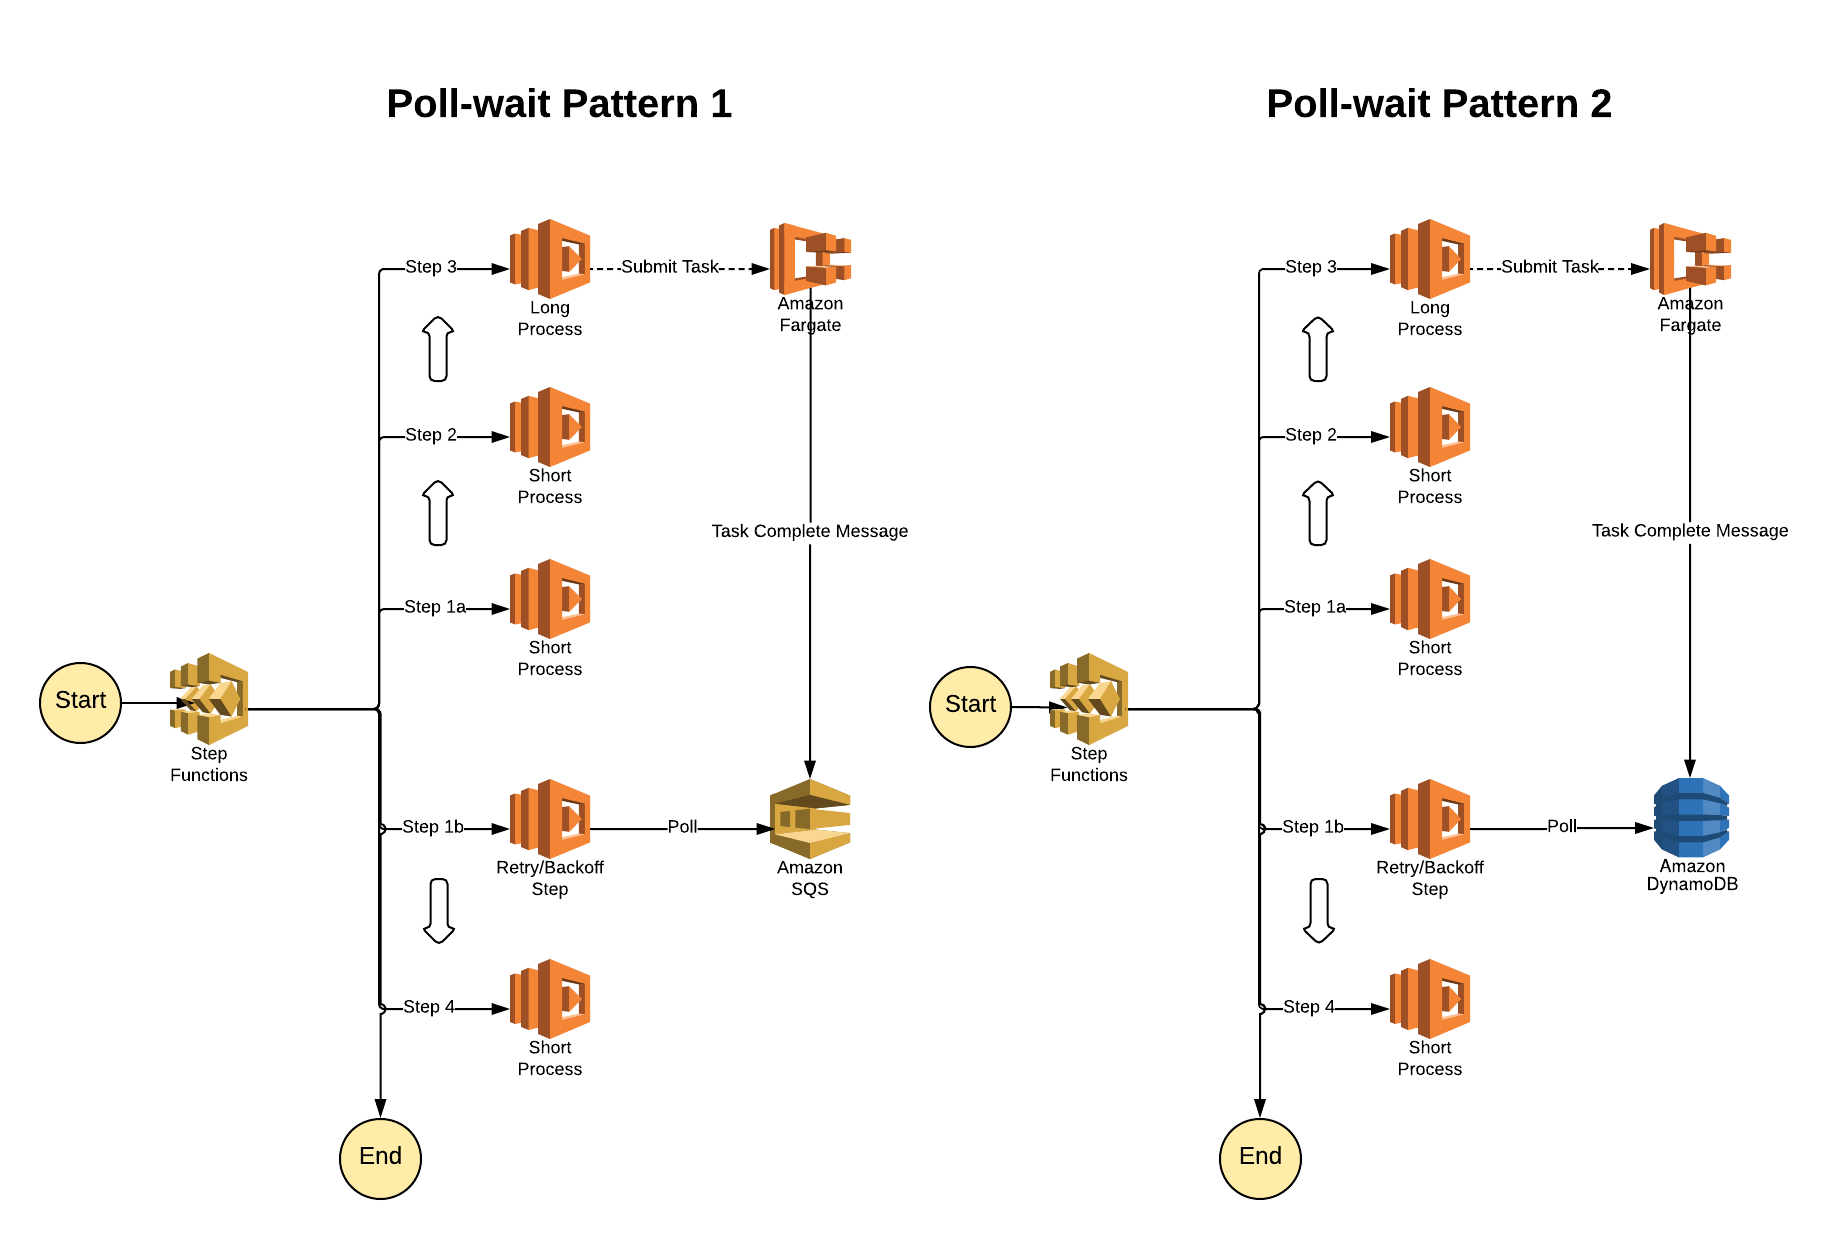 Poll-wait Pattern 1
Step 3
Submit Task
Long
Process
Amazon
Fargate
Step 2
Short
Process
Task Complete Message
Step 1a
Short
Process
Start
Step
Functions
Step 1b
Poll
Retry/Backoff
Step
Amazon
SQS
Step 4
Short
Process
End
Poll-wait Pattern 2
Step 3
Submit Task
Long
Process
Amazon
Fargate
Step 2
Short
Process
Task Complete Message
Step 1a
Short
Process
Start
Step
Functions
Step 1b
Poll
Retry/Backoff
Step
Amazon
DynamoDB
Step 4
Short
Process
End